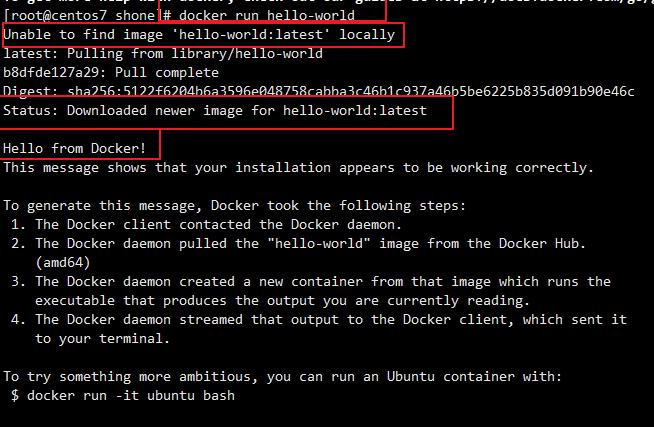 [root@centos7 shone]# docker run hello-world
Unable to find image 'hello-world:latest' locally
latest: Pulling from library/hello-world
b8dfde127a29: Pull complete
Digest: sha256:5122f6204b6a3596e048758cabba3c46b1c937a46b5be6225b835d091b90e46c
Status: Downloaded newer image for hello-world:latest
Hello from Docker!
This message shows that your installation appears to be working correctly.
To generate this message, Docker took the following steps:
1. The Docker client contacted the Docker daemon.
2. The Docker daemon pulled the "hello-world" image from the Docker Hub.
(amd64)
3. The Docker daemon created a new container from that image which runs the
executable that produces the output you are currently reading.
4. The Docker daemon streamed that output to the Docker client, which sent it
to your terminal.
To try something more ambitious, you can run an Ubuntu container with:
$ docker run -it ubuntu bash